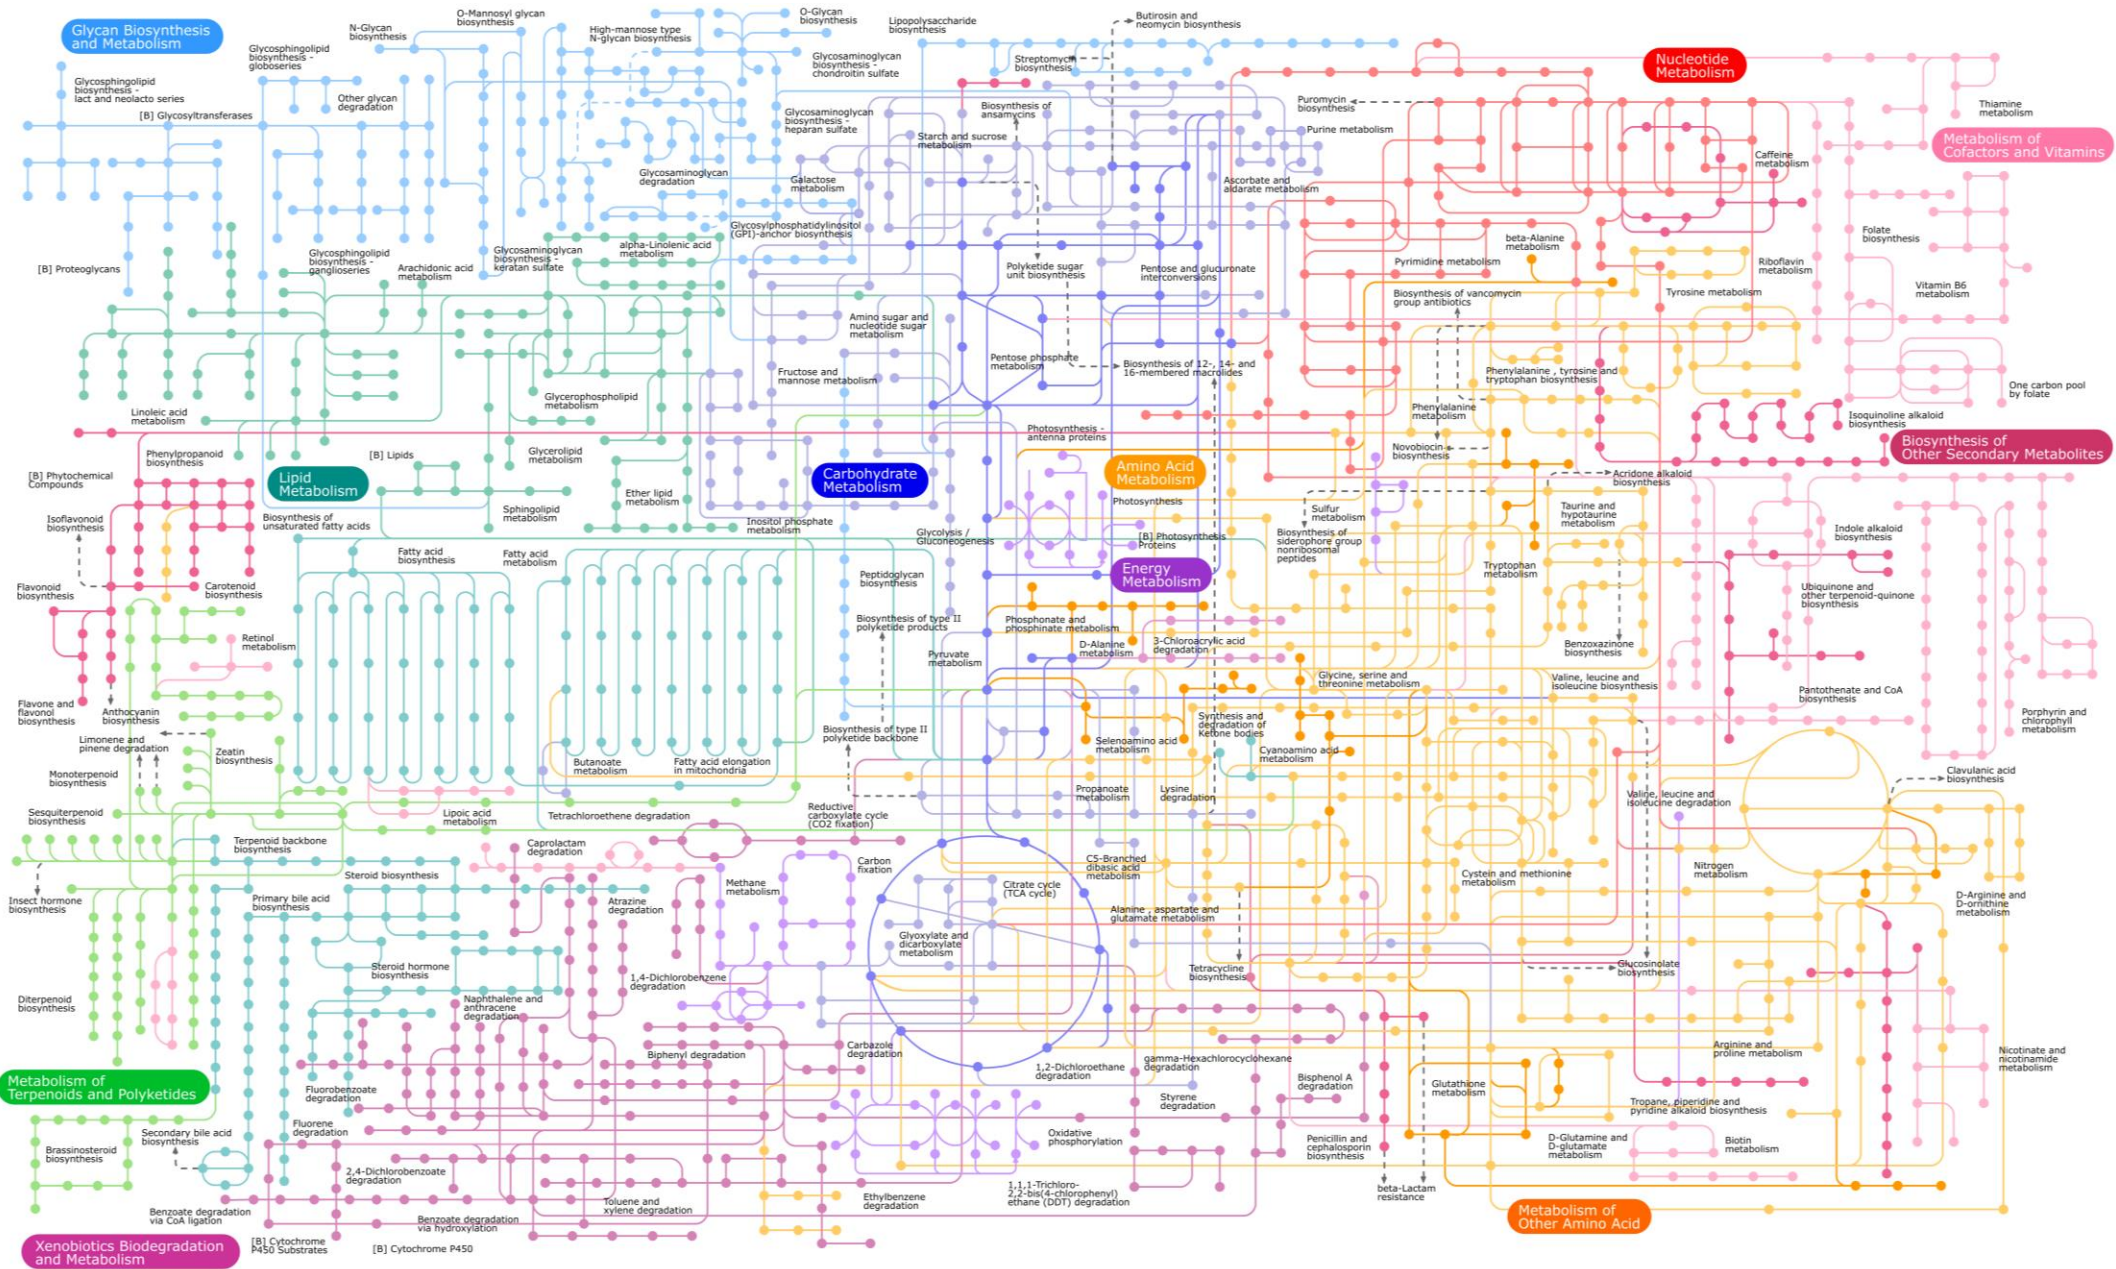 Glycan Biosynthesis
and Metabolism
N-Glycan
biosynthesis
O-Mannosyl glycan
biosynthesis
High-mannose type
N-glycan biosynthesis
O-Glycan
biosynthesis
Lipopolysaccharide
biosynthesis
Butirosin and
neomycin biosynthesis
Streptomycin
biosynthesis
Nucleotide
Metabolism
Glycosphingolipid
biosynthesis -
lact and neolacto series
Glycosphingolipid
biosynthesis -
globoseries
Other glycan
degradation
[B] Glycosyltransferases
Glycosaminoglycan
biosynthesis -
chondroitin sulfate
Glycosaminoglycan
biosynthesis -
heparan sulfate
Biosynthesis of
ansamycins
Starch and sucrose
metabolism
Puromycin
biosynthesis
Purine metabolism
Caffeine
metabolism
Thiamine
metabolism
Metabolism of
Cofactors and Vitamins
Glycosaminoglycan
degradation
Galactose
metabolism
Ascorbate and
aldarate metabolism
Glycosylphosphatidylinositol
(GPI)-anchor biosynthesis
[B] Proteoglycans
Glycosphingolipid
biosynthesis -
ganglioseries
Arachidonic acid
metabolism
Glycosaminoglycan
biosynthesis -
keratan sulfate
alpha-Linolenic acid
metabolism
Polyketide sugar
unit biosynthesis
Pentose and glucuronate
interconversions
Pyrimidine metabolism
beta-Alanine
metabolism
Riboflavin
metabolism
Folate
biosynthesis
Biosynthesis of vancomycin
group antibiotics
Tyrosine metabolism
Vitamin B6
metabolism
Amino sugar and
nucleotide sugar
metabolism
Pentose phosphate
metabolism
Biosynthesis of 12-, 14- and
16-membered macrolides
Fructose and
mannose metabolism
Phenylalanine , tyrosine and
tryptophan biosynthesis
One carbon pool
by folate
Linoleic acid
metabolism
Glycerophospholipid
metabolism
Phenylalanine
metabolism
Isoquinoline alkaloid
biosynthesis
Photosynthesis -
antenna proteins
Novobiocin
biosynthesis
Biosynthesis of
Other Secondary Metabolites
Phenylpropanoid
biosynthesis
[B] Lipids
Glycerolipid
metabolism
[B] Phytochemical
Compounds
Lipid
Metabolism
Carbohydrate
Metabolism
Amino Acid
Metabolism
Acridone alkaloid
biosynthesis
Isoflavonoid
biosynthesis
Biosynthesis of
unsaturated fatty acids
Sphingolipid
metabolism
Ether lipid
metabolism
Inositol phosphate
metabolism
Photosynthesis
Sulfur
metabolism
Taurine and
hypotaurine
metabolism
Glycolysis /
Gluconeogenesis
[B] Photosynthesis
Proteins
Biosynthesis of
siderophore group
nonribosomal
peptides
Indole alkaloid
biosynthesis
Fatty acid
biosynthesis
Fatty acid
metabolism
Energy
Metabolism
Tryptophan
metabolism
Flavonoid
biosynthesis
Carotenoid
biosynthesis
Peptidoglycan
biosynthesis
Ubiquinone and
other terpenoid-quinone
biosynthesis
Retinol
metabolism
Biosynthesis of type II
polyketide products
Phosphonate and
phosphinate metabolism
D-Alanine
metabolism
3-Chloroacrylic acid
degradation
Benzoxazinone
biosynthesis
Pyruvate
metabolism
Glycine, serine and
threonine metabolism
Valine, leucine and
isoleucine biosynthesis
Pantothenate and CoA
biosynthesis
Flavone and
flavonol
biosynthesis
Anthocyanin
biosynthesis
Synthesis and
degradation of
Ketone bodies
Porphyrin and
chlorophyll
metabolism
Limonene and
pinene degradation
Zeatin
biosynthesis
Biosynthesis of type II
polyketide backbone
Selenoamino acid
metabolism
Cyanoamino acid
metabolism
Monoterpenoid
biosynthesis
Butanoate
metabolism
Fatty acid elongation
in mitochondria
Clavulanic acid
biosynthesis
Propanoate
metabolism
Lysine
degradation
Valine, leucine and
isoleucine degradation
Sesquiterpenoid
biosynthesis
Lipoic acid
metabolism
Tetrachloroethene degradation
Reductive
carboxylate cycle
(CO2 fixation)
Terpenoid backbone
biosynthesis
Caprolactam
degradation
Carbon
fixation
C5-Branched
dibasic acid
metabolism
Nitrogen
metabolism
Steroid biosynthesis
Methane
metabolism
Citrate cycle
(TCA cycle)
Cystein and methionine
metabolism
Insect hormone
biosynthesis
Primary bile acid
biosynthesis
Atrazine
degradation
Alanine , aspartate and
glutamate metabolism
D-Arginine and
D-ornithine
metabolism
Glyoxylate and
dicarboxylate
metabolism
Steroid hormone
biosynthesis
1,4-Dichlorobenzene
degradation
Tetracycline
biosynthesis
Glucosinolate
biosynthesis
Diterpenoid
biosynthesis
Naphthalene and
anthracene
degradation
Biphenyl degradation
Carbazole
degradation
1,2-Dichloroethane
degradation
gamma-Hexachlorocyclohexane
degradation
Arginine and
proline metabolism
Nicotinate and
nicotinamide
metabolism
Metabolism of
Terpenoids and Polyketides
Fluorobenzoate
degradation
Bisphenol A
degradation
Glutathione
metabolism
Styrene
degradation
Tropane, piperidine and
pyridine alkaloid biosynthesis
Secondary bile acid
biosynthesis
Fluorene
degradation
Oxidative
phosphorylation
Penicillin and
cephalosporin
biosynthesis
D-Glutamine and
D-glutamate
metabolism
Biotin
metabolism
Brassinosteroid
biosynthesis
2,4-Dichlorobenzoate
degradation
1,1,1-Trichloro-
2,2-bis(4-chlorophenyl)
ethane (DDT) degradation
beta-Lactam
resistance
Benzoate degradation
via CoA ligation
Benzoate degradation
via hydroxylation
Toluene and
xylene degradation
Ethylbenzene
degradation
Metabolism of
Other Amino Acid
Xenobiotics Biodegradation
and Metabolism
[B] Cytochrome
P450 Substrates
[B] Cytochrome P450